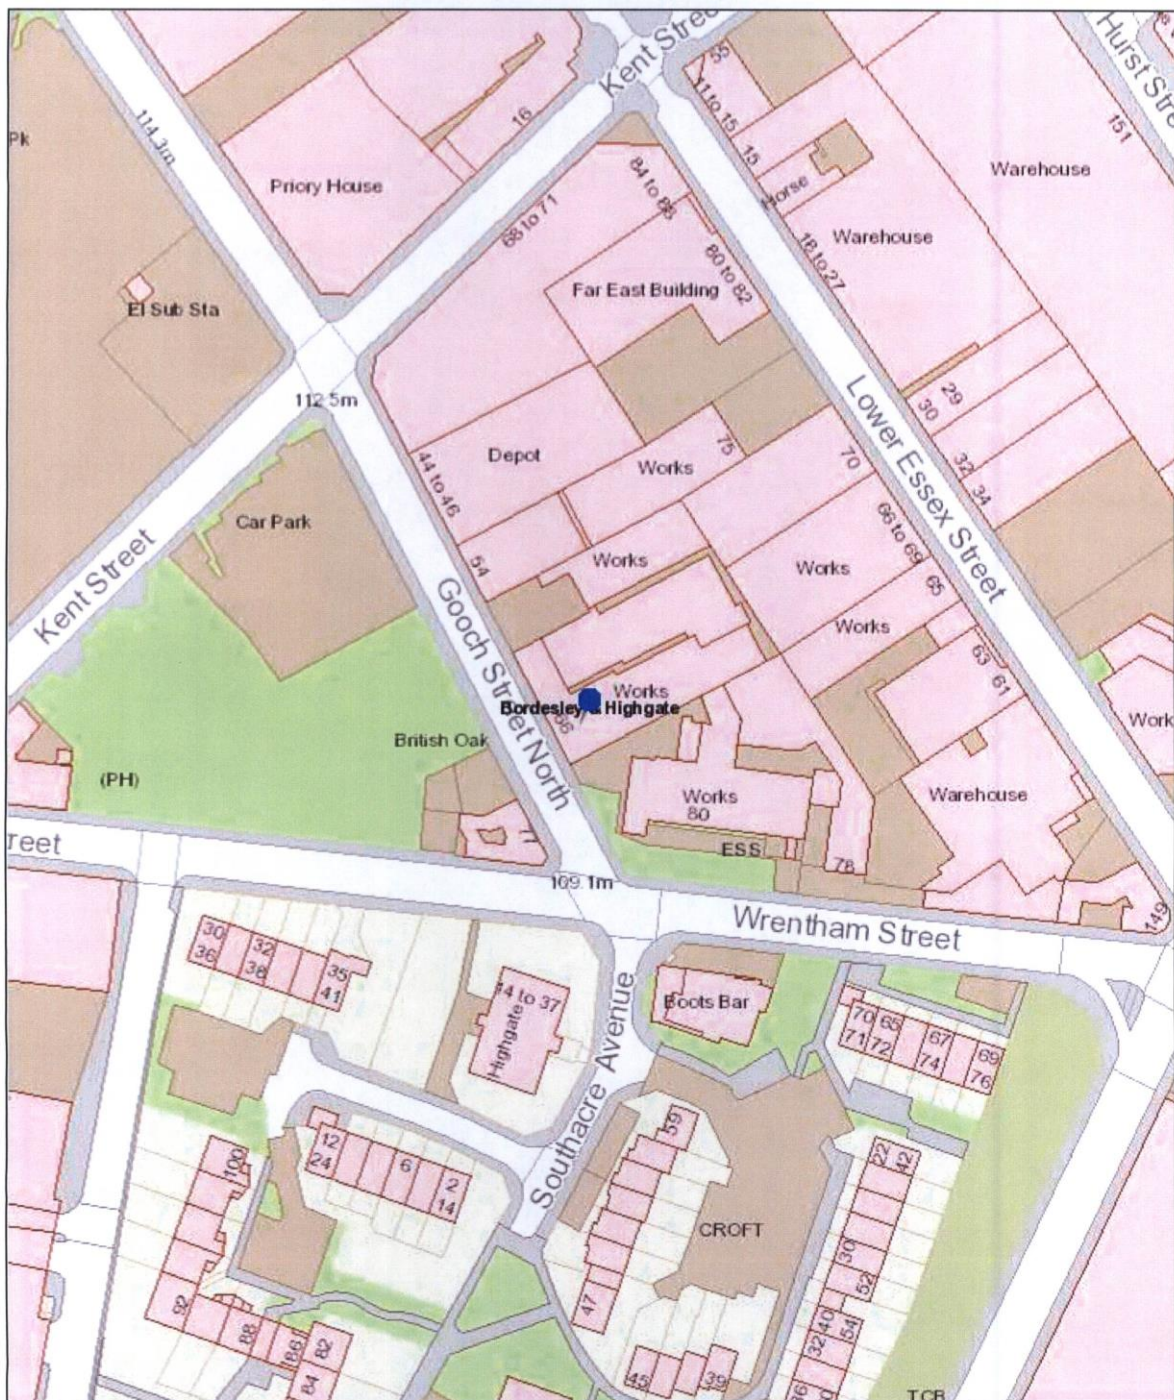 Kent Street
Hurst Stre
55
11 to 15
16
114.3m
151
Pk
15
Warehouse
Priory House
84 to 86
Horse
68 to 71
Warehouse
18 to 27
80 to 82
Far East Building
El Sub Sta
112.5m
Lower Essex Street
29
30
Depot
75
Works
70
32
34
44 to 46
Car Park
66 to 69
54
Works
Works
65
Kent Street
Gooch Street North
Works
63
61
Works
66
Bordesley & Highgate
Work
British Oak
(PH)
Works
80
Warehouse
reet
ESS
78
109.1m
Wrentham Street
149
30
32
35
36
38
41
14 to 37
Highgate
Boots Bar
70
65
67
69
71
72
74
76
Southacre Avenue
59
12
24
6
2
14
100
22
42
CROFT
30
52
92
88
86
82
84
47
40
32
54
45
39
TCB